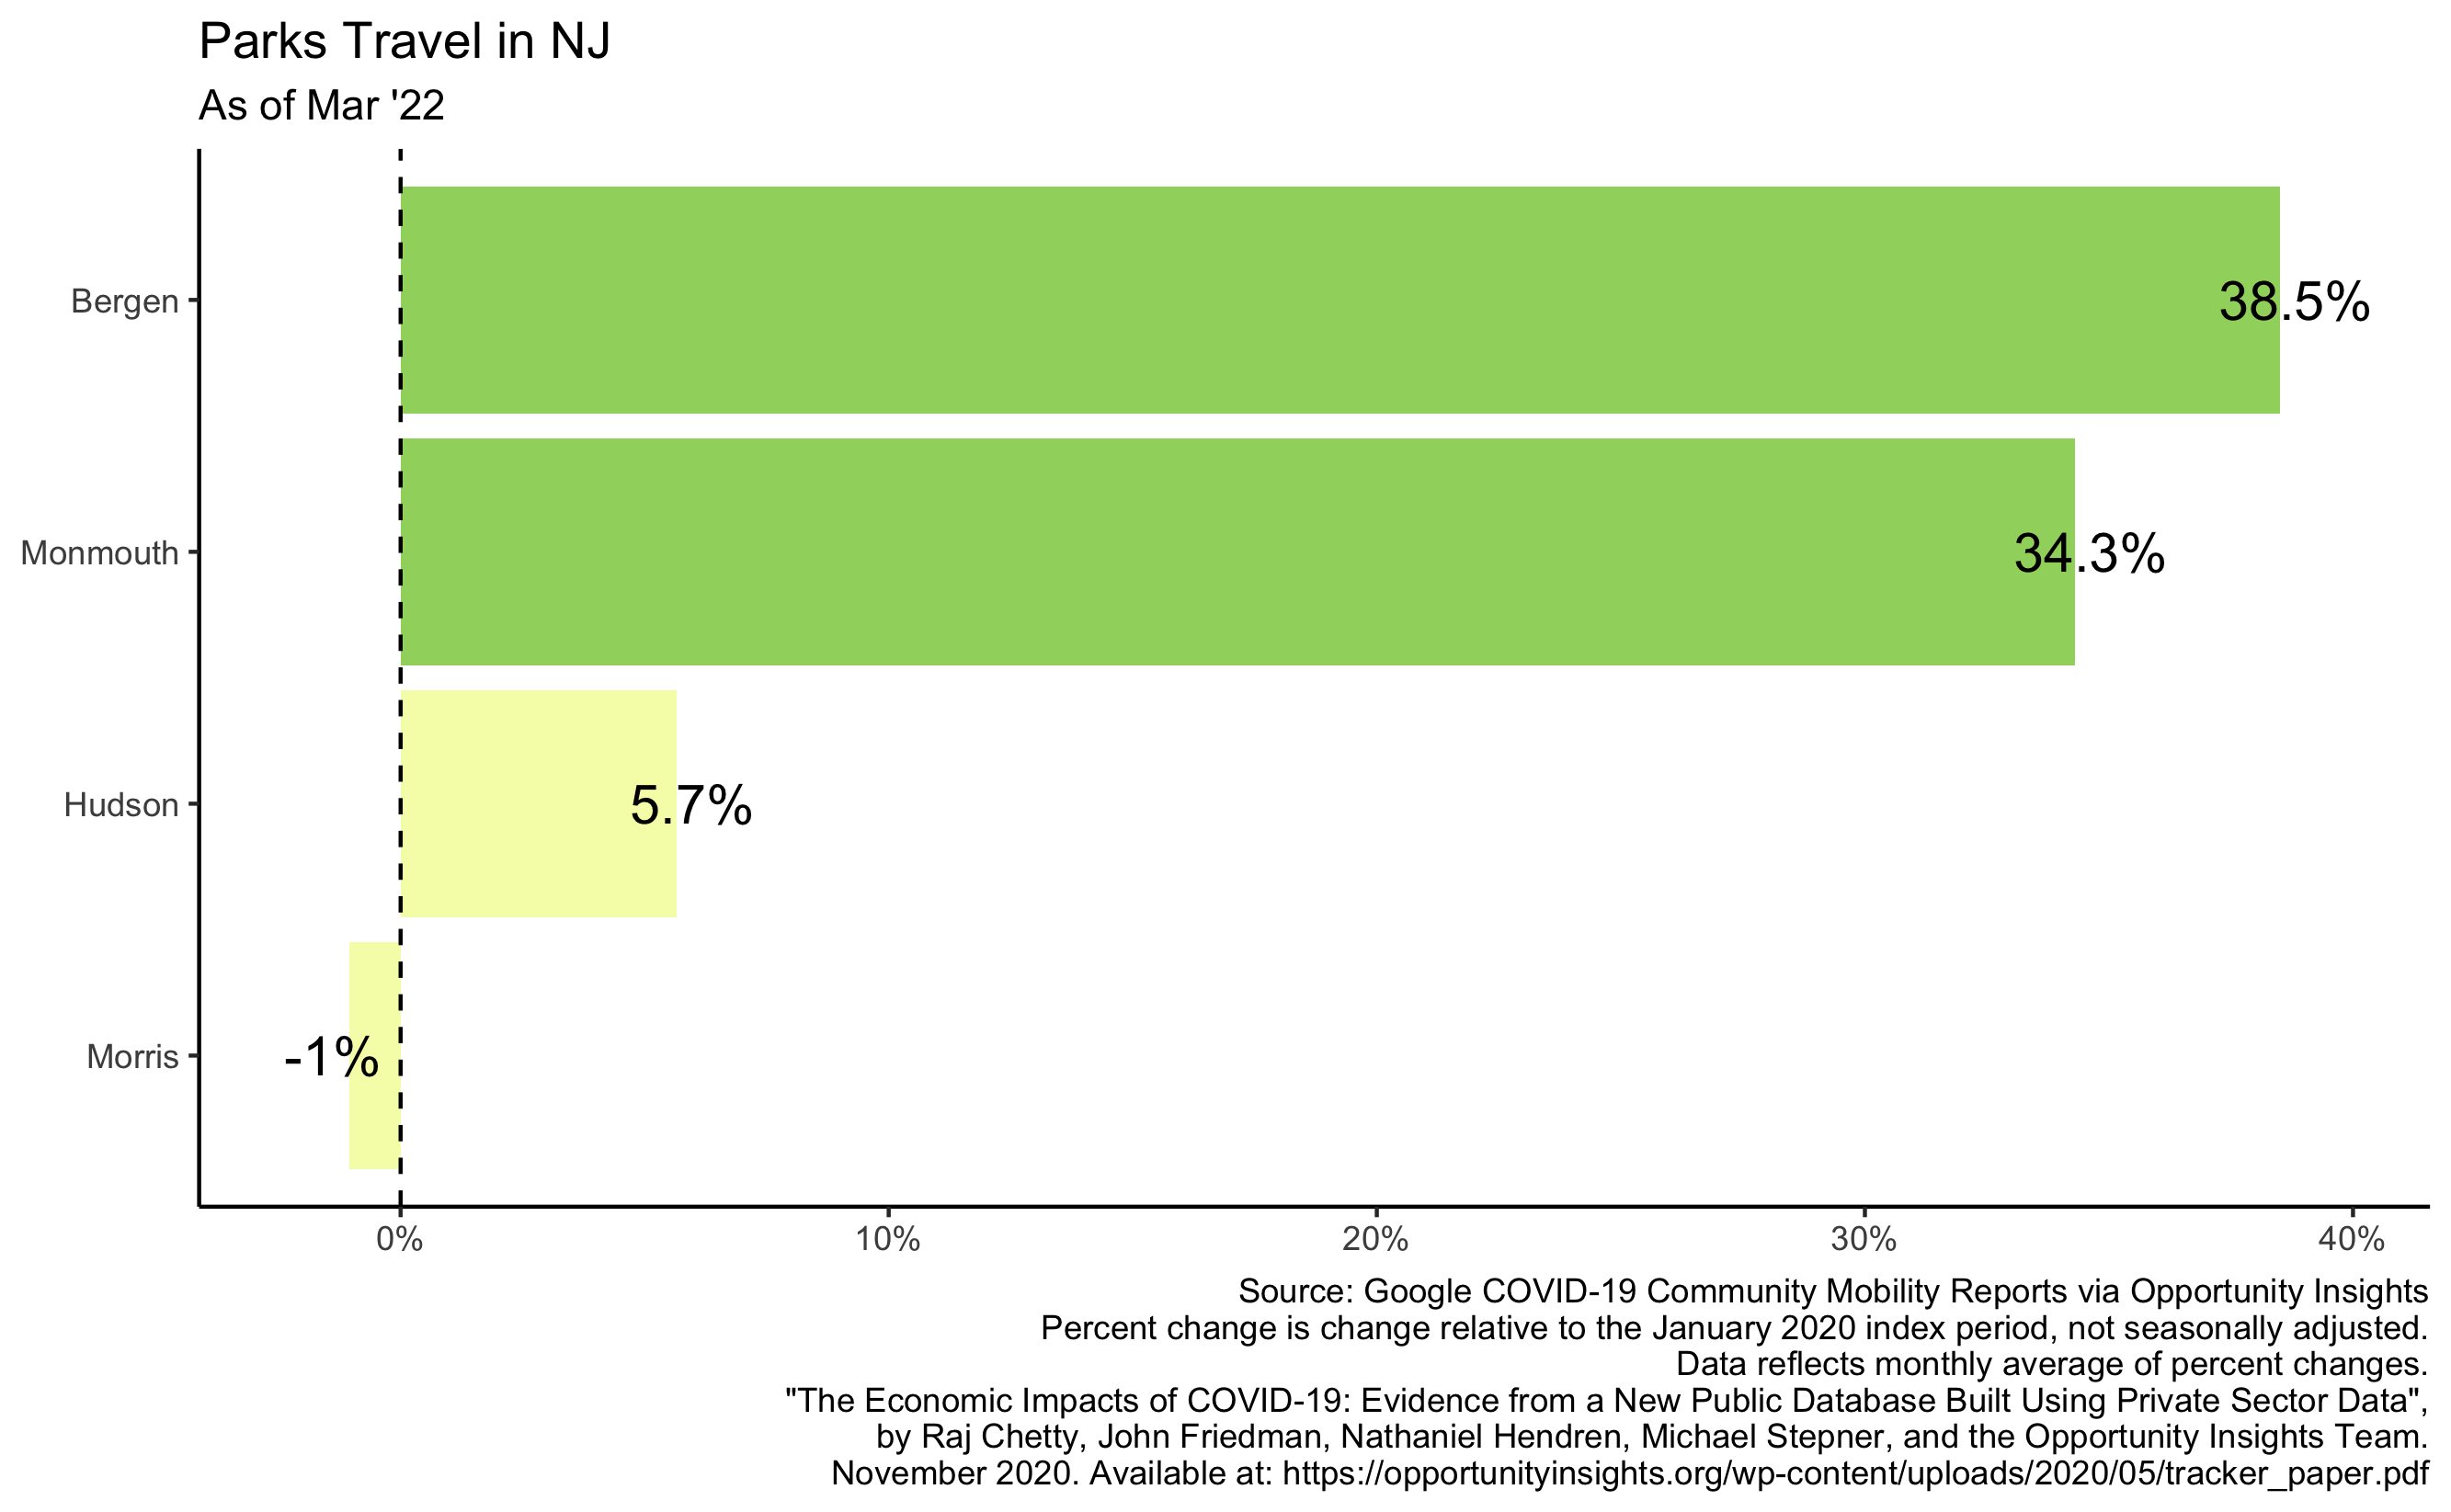 Parks Travel in NJ
As of Mar '22
Bergen
38.5%
Monmouth
34.3%
Hudson
5.7%
Morris
-1%
0% 10% 20% 30% 40%
Source: Google COVID-19 Community Mobility Reports via Opportunity Insights
Percent change is change relative to the January 2020 index period, not seasonally adjusted.
Data reflects monthly average of percent changes.
"The Economic Impacts of COVID-19: Evidence from a New Public Database Built Using Private Sector Data",
by Raj Chetty, John Friedman, Nathaniel Hendren, Michael Stepner, and the Opportunity Insights Team.
November 2020. Available at: https://opportunityinsights.org/wp-content/uploads/2020/05/tracker_paper.pdf